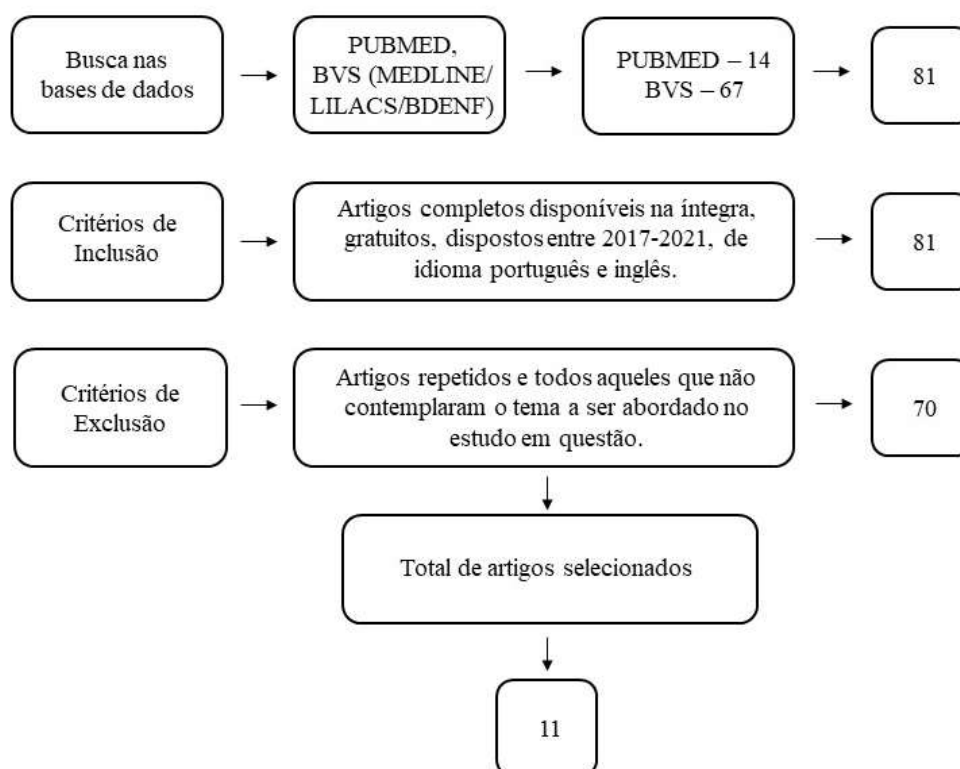 Busca nas
bases de dados
PUBMED,
BVS (MEDLINE/
LILACS/BDENF)
PUBMED – 14
BVS – 67
81
Critérios de
Inclusão
Artigos completos disponíveis na íntegra,
gratuitos, dispostos entre 2017-2021, de
idioma português e inglês.
81
Critérios de
Exclusão
Artigos repetidos e todos aqueles que não
contemplaram o tema a ser abordado no
estudo em questão.
70
Total de artigos selecionados
11